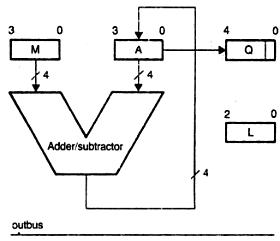 3 0 3 0 4 0
M A Q
4 4
2 0
L
Adder/subtractor
4
outbus